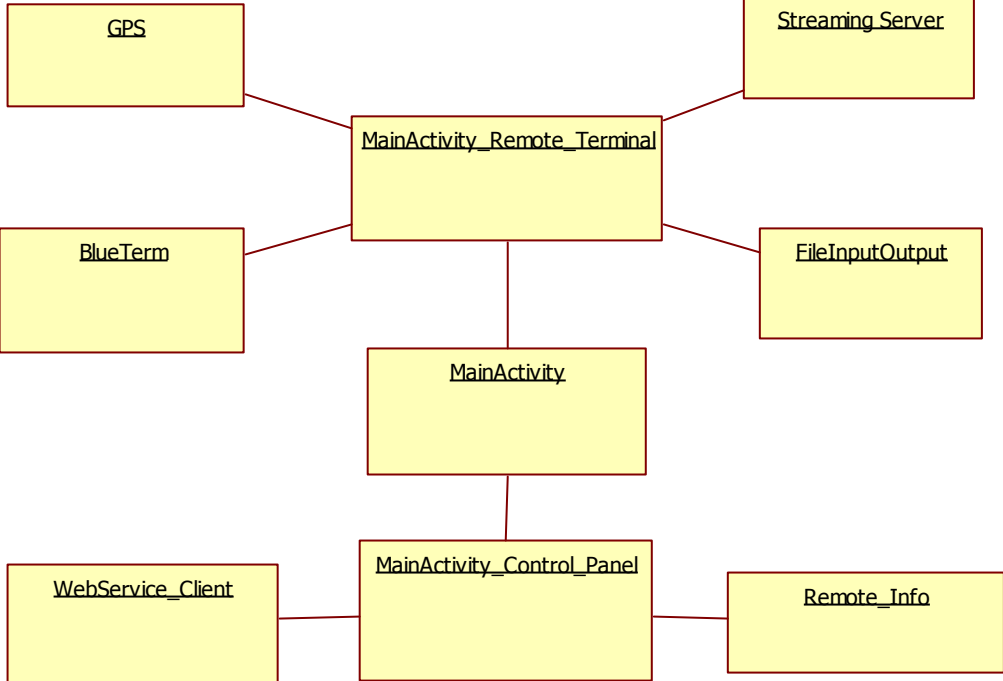 GPS
Streaming Server
MainActivity_Remote_Terminal
BlueTerm
FileInputOutput
MainActivity
MainActivity_Control_Panel
WebService_Client
Remote_Info